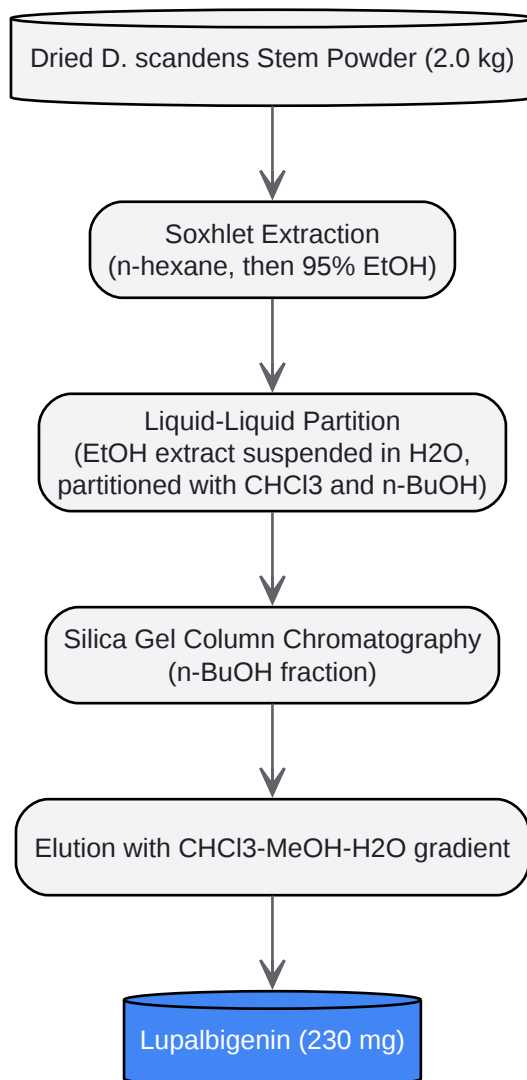 Dried D. scandens Stem Powder (2.0 kg)
Soxhlet Extraction
(n-hexane, then 95% EtOH)
Liquid-Liquid Partition
(EtOH extract suspended in H2O,
partitioned with CHCl3 and n-BuOH)
Silica Gel Column Chromatography
(n-BuOH fraction)
Elution with CHCl3-MeOH-H2O gradient
Lupalbigenin (230 mg)